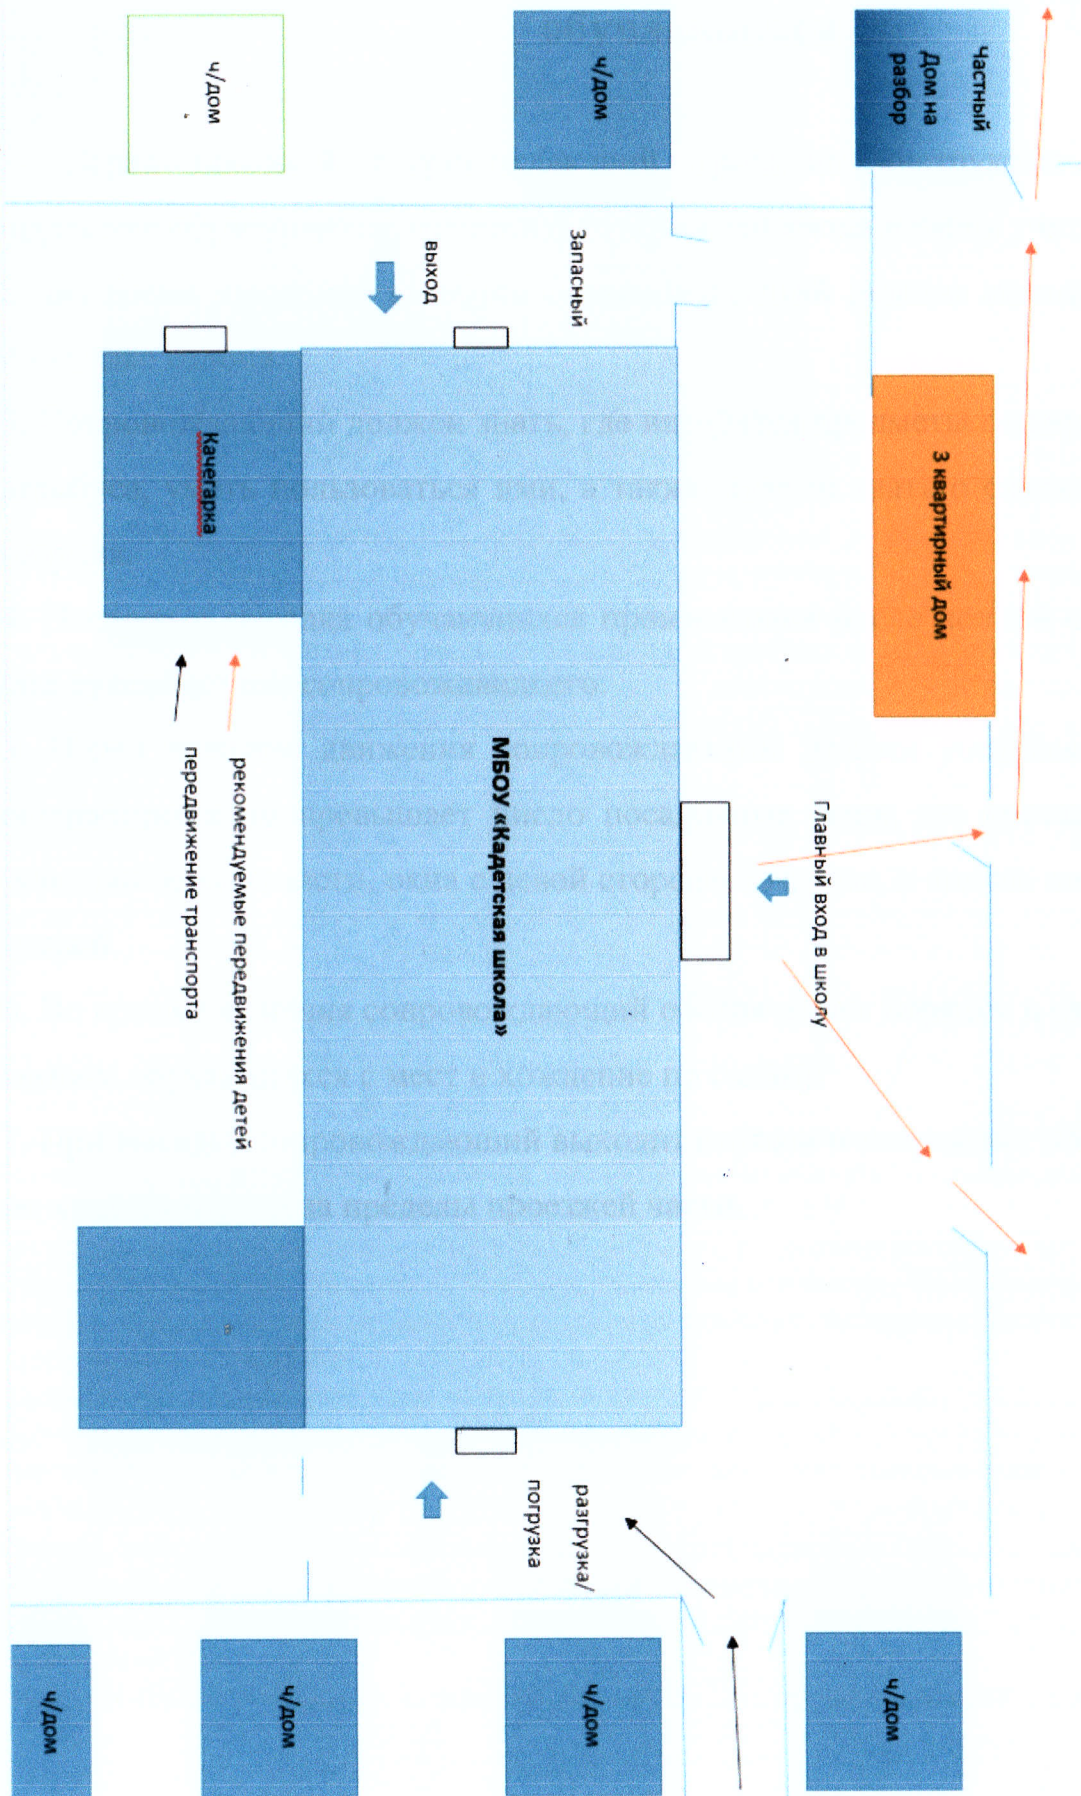 Частный
Дом на
разбор
3 квартирный дом
ч/дом
Главный вход в школу
ч/дом
Запасный
выход
МБОУ «Кадетская школа»
разгрузка/
погрузка
ч/дом
Качегарка
рекомендуемые передвижения детей
передвижение транспорта
ч/дом
ч/дом
ч/дом